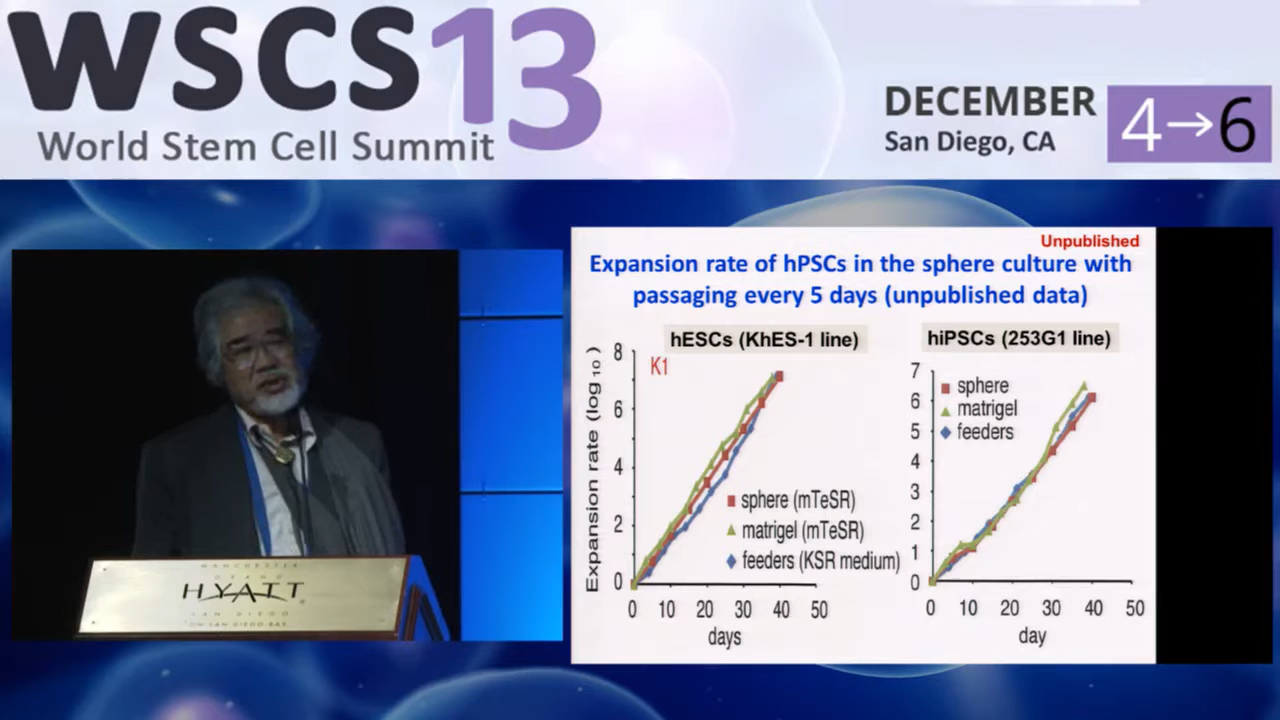 WSCS13
World Stem Cell Summit
DECEMBER
San Diego, CA
4→6
MANCHESTER
GRAND
HYATT
SAN DIEGO
Unpublished
Expansion rate of hPSCs in the sphere culture with
passaging every 5 days (unpublished data)
hESCs (KhES-1 line)
K1
Expansion rate (log 10)
8
6
4
2
0
0 10 20 30 40 50
days
sphere (mTeSR)
matrigel (mTeSR)
feeders (KSR medium)
hiPSCs (253G1 line)
7
6
5
4
3
2
1
0
sphere
matrigel
feeders
0 10 20 30 40 50
day